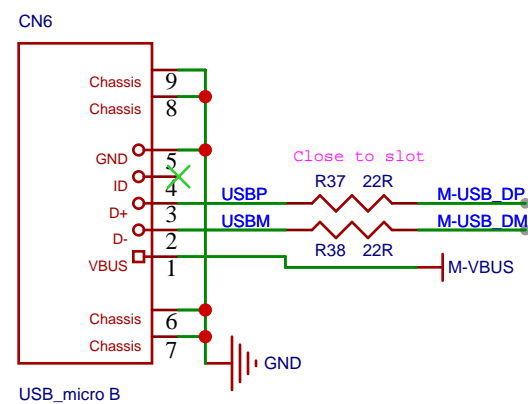 CN6
Chassis 9
Chassis 8
Close to slot
GND 5
ID 4
R37 22R
D+ 3 USBP M-USB_DP
D- 2 USBM M-USB_DM
R38 22R
VBUS 1 M-VBUS
Chassis 6
Chassis 7
GND
USB_micro B